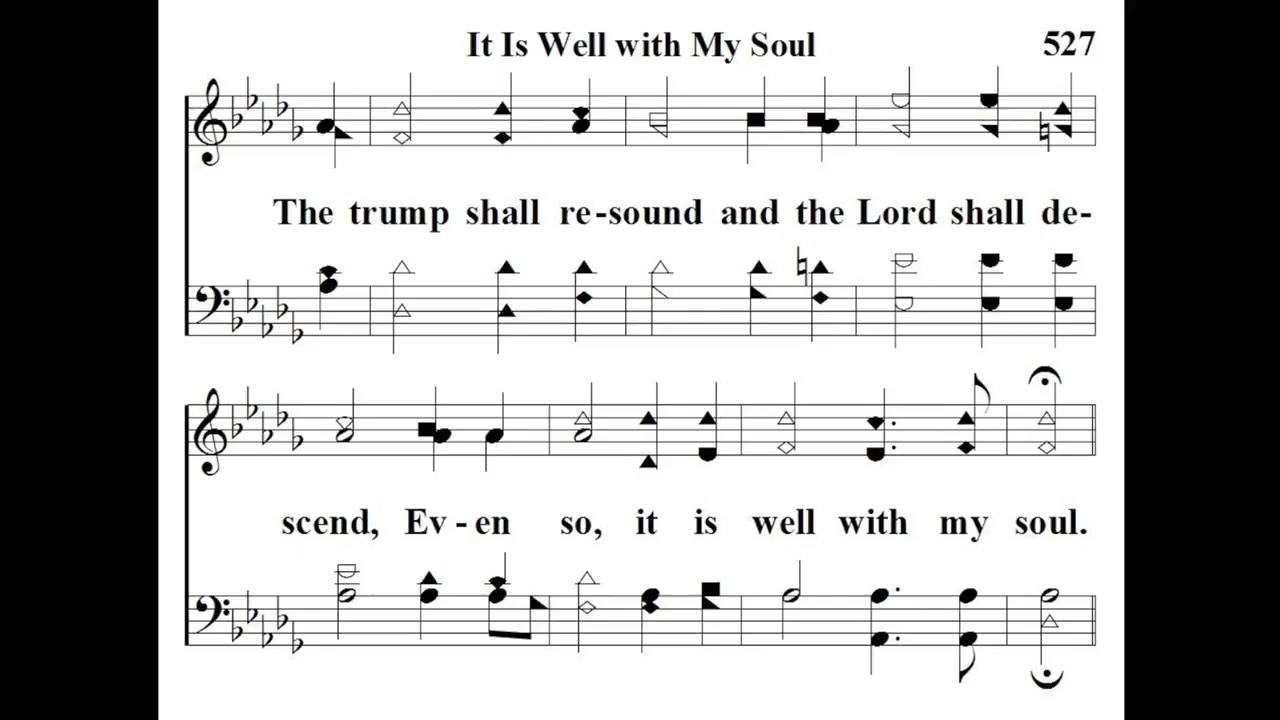 It Is Well with My Soul 527
The trump shall re-sound and the Lord shall de-
scend, Ev - en so, it is well with my soul.